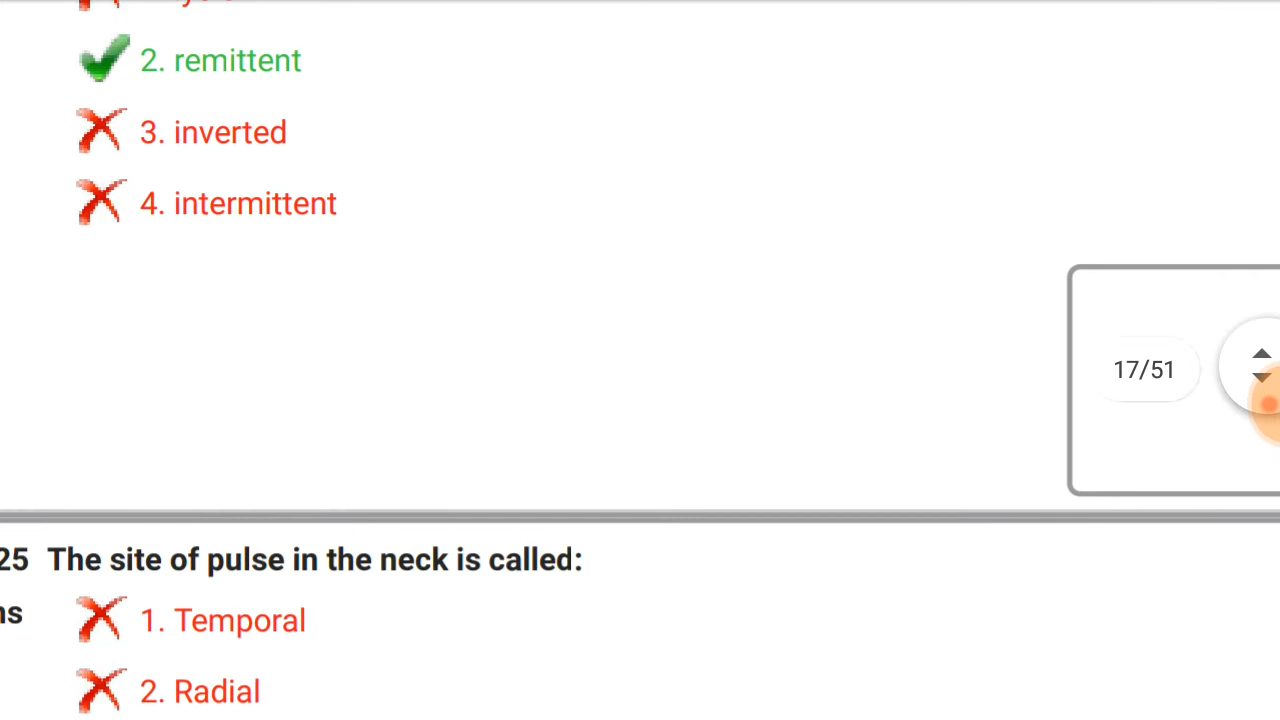 2. remittent
3. inverted
4. intermittent
17/51
25 The site of pulse in the neck is called:
1. Temporal
2. Radial